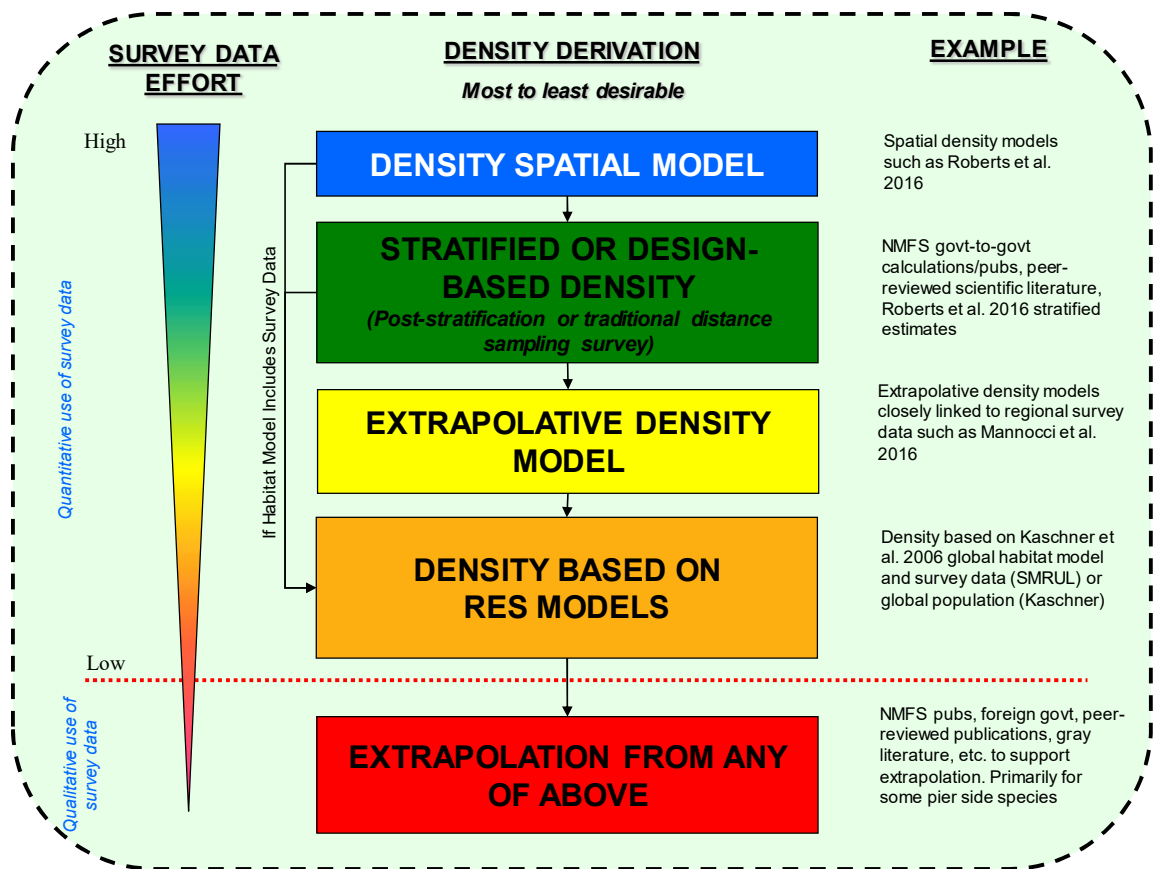 SURVEY DATA
EFFORT
DENSITY DERIVATION
Most to least desirable
EXAMPLE
High
DENSITY SPATIAL MODEL
Spatial density models
such as Roberts et al.
2016
STRATIFIED OR DESIGN-
BASED DENSITY
(Post-stratification or traditional distance
sampling survey)
NMFS govt-to-govt
calculations/pubs, peer-
reviewed scientific literature,
Roberts et al. 2016 stratified
estimates
Quantitative use of survey data
If Habitat Model Includes Survey Data
EXTRAPOLATIVE DENSITY
MODEL
Extrapolative density models
closely linked to regional survey
data such as Mannocci et al.
2016
DENSITY BASED ON
RES MODELS
Density based on Kaschner et
al. 2006 global habitat model
and survey data (SMRUL) or
global population (Kaschner)
Low
Qualitative use of
survey data
EXTRAPOLATION FROM ANY
OF ABOVE
NMFS pubs, foreign govt, peer-
reviewed publications, gray
literature, etc. to support
extrapolation. Primarily for
some pier side species